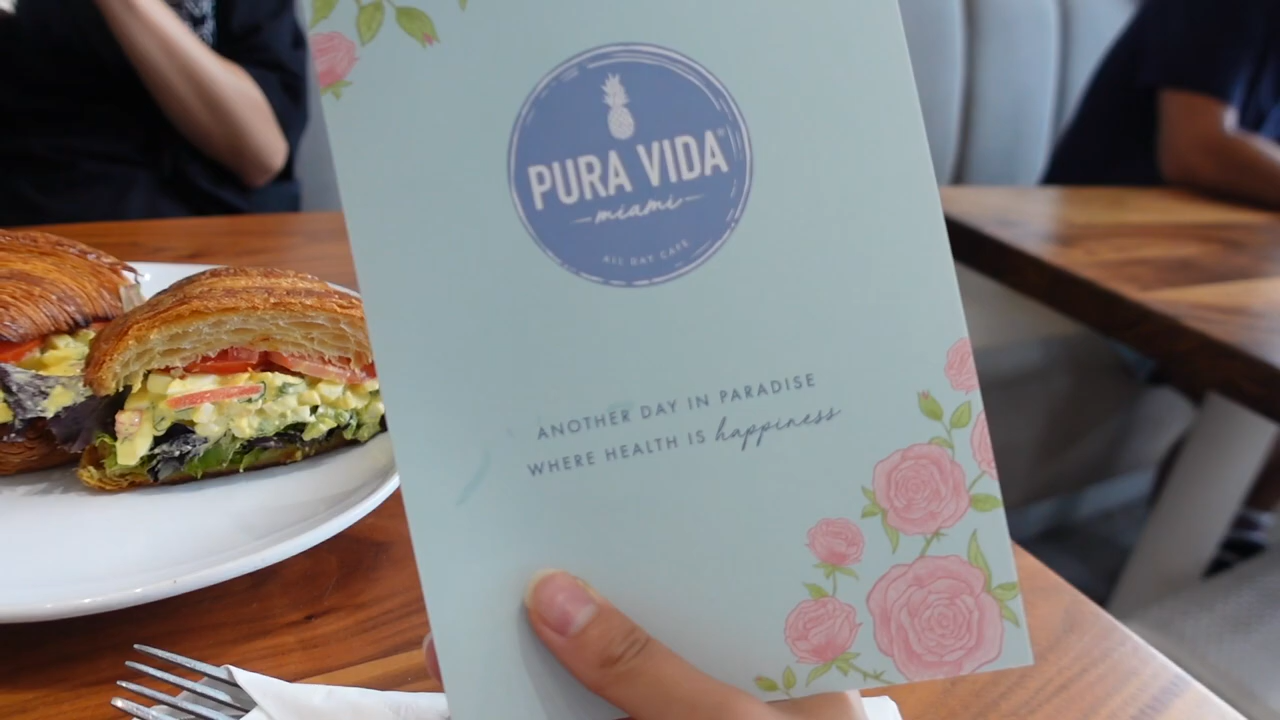 PURA VIDA®
miami
ALL DAY CAFE
ANOTHER DAY IN PARADISE
WHERE HEALTH IS happiness